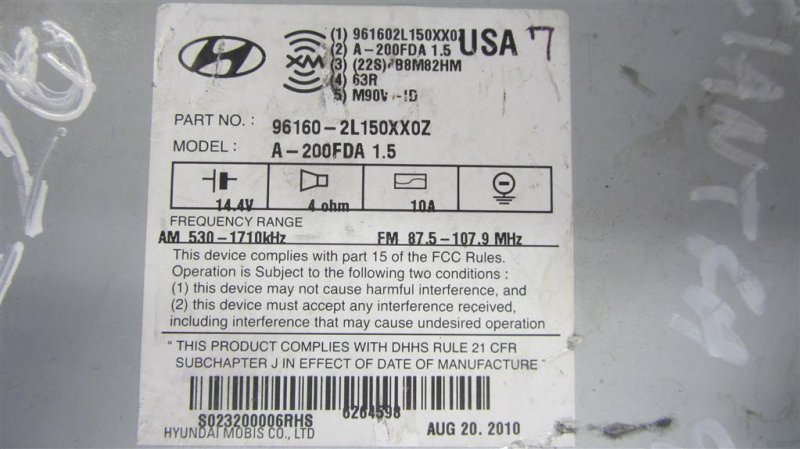 XM
(1) 961602L150XX0Z
(2) A-200FDA 1.5
USA 7
(3) (22S) B8M82HM
(4) 63R
5)
PART NO. : 96160-2L150XX0Z
MODEL : A-200FDA 1.5
14.4V 4 ohm 10A
FREQUENCY RANGE
AM 530-1710kHz FM 87.5-107.9 MHz
This device complies with part 15 of the FCC Rules.
Operation is Subject to the following two conditions :
(1) this device may not cause harmful interference, and
(2) this device must accept any interference received,
including interference that may cause undesired operation
" THIS PRODUCT COMPLIES WITH DHHS RULE 21 CFR
SUBCHAPTER J IN EFFECT OF DATE OF MANUFACTURE "
S023200006RHS 6264598
HYUNDAI MOBIS CO., LTD AUG 20. 2010